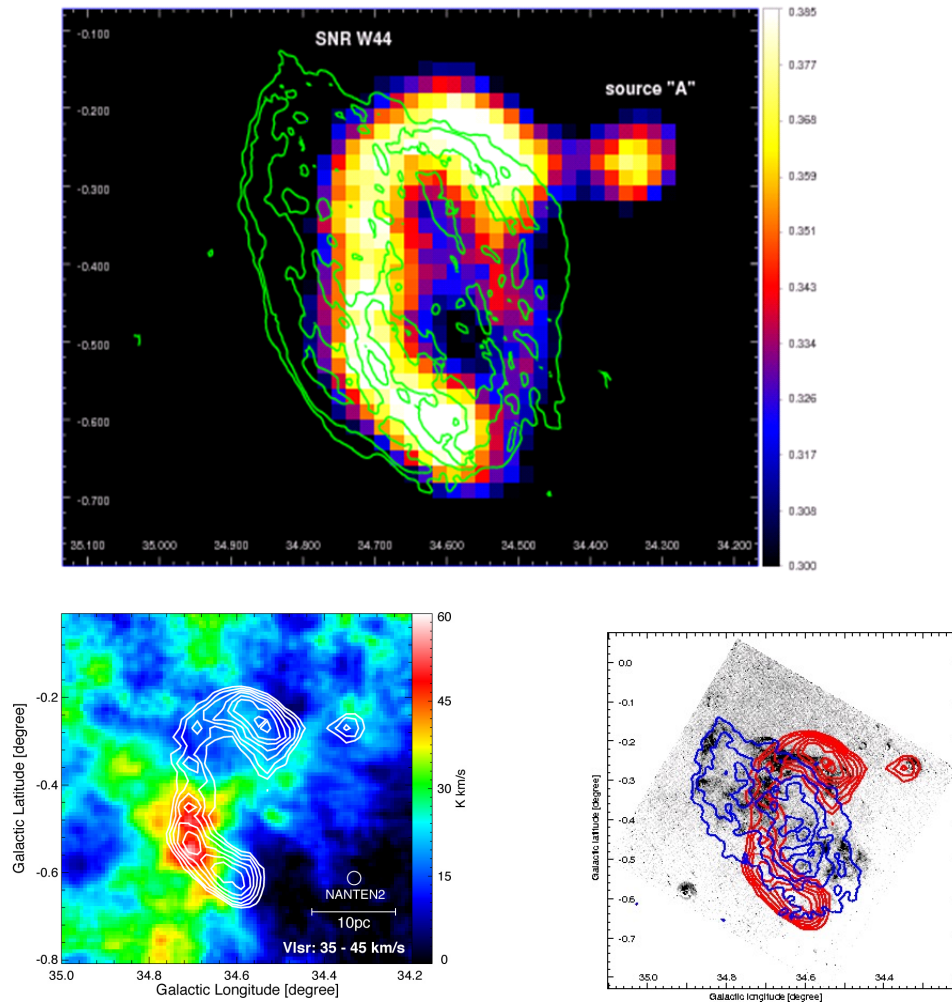 SNR W44
source "A"
-0.100
-0.200
-0.300
-0.400
-0.500
-0.600
-0.700
35.100 35.000 34.900 34.800 34.700 34.600 34.500 34.400 34.300 34.200
0.385
0.377
0.368
0.359
0.351
0.343
0.334
0.326
0.317
0.308
0.300
Galactic Latitude [degree]
-0.2
-0.4
-0.6
-0.8
35.0 34.8 34.6 34.4 34.2
Galactic Longitude [degree]
NANTEN2
10pc
Vlsr: 35 - 45 km/s
60
45
30
15
0
K km/s
Galactic latitude [degree]
0.0
-0.1
-0.2
-0.3
-0.4
-0.5
-0.6
-0.7
35.0 34.8 34.6 34.4
Galactic longitude [degree]